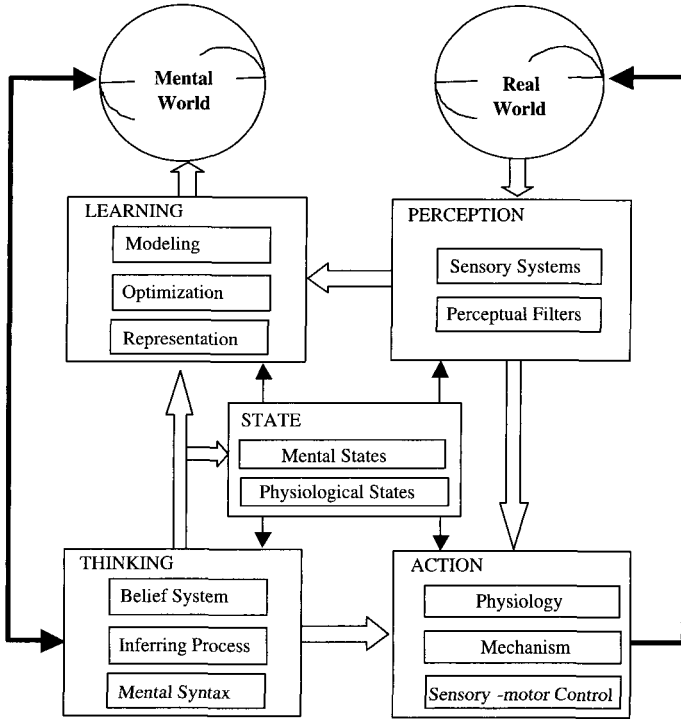 Mental
World
Real
World
LEARNING
Modeling
Optimization
Representation
PERCEPTION
Sensory Systems
Perceptual Filters
STATE
Mental States
Physiological States
THINKING
Belief System
Inferring Process
Mental Syntax
ACTION
Physiology
Mechanism
Sensory -motor Control